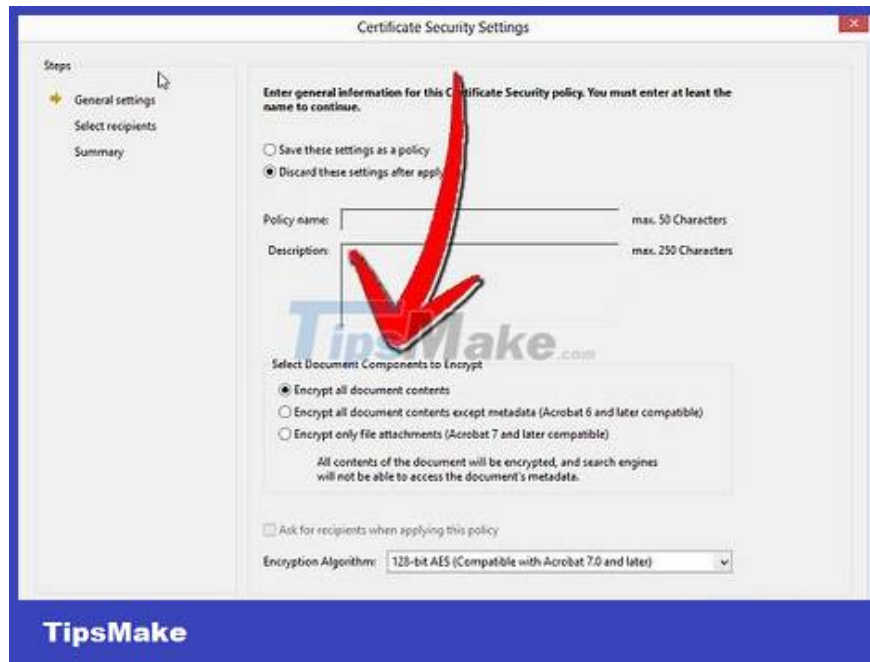 Certificate Security Settings
Steps
General settings
Select recipients
Summary
Enter general information for this Certificate Security policy. You must enter at least the
name to continue.
Save these settings as a policy
Discard these settings after
Policy name:
max. 50 Characters
Description:
max. 250 Characters
TipsMake.com
Select Document Components to Encrypt
Encrypt all document contents
Encrypt all document contents except metadata (Acrobat 6 and later compatible)
Encrypt only file attachments (Acrobat 7 and later compatible)
All contents of the document will be encrypted, and search engines
will not be able to access the document's metadata.
Ask for recipients when applying this policy
Encryption Algorithm:
128-bit AES (Compatible with Acrobat 7.0 and later)
TipsMake